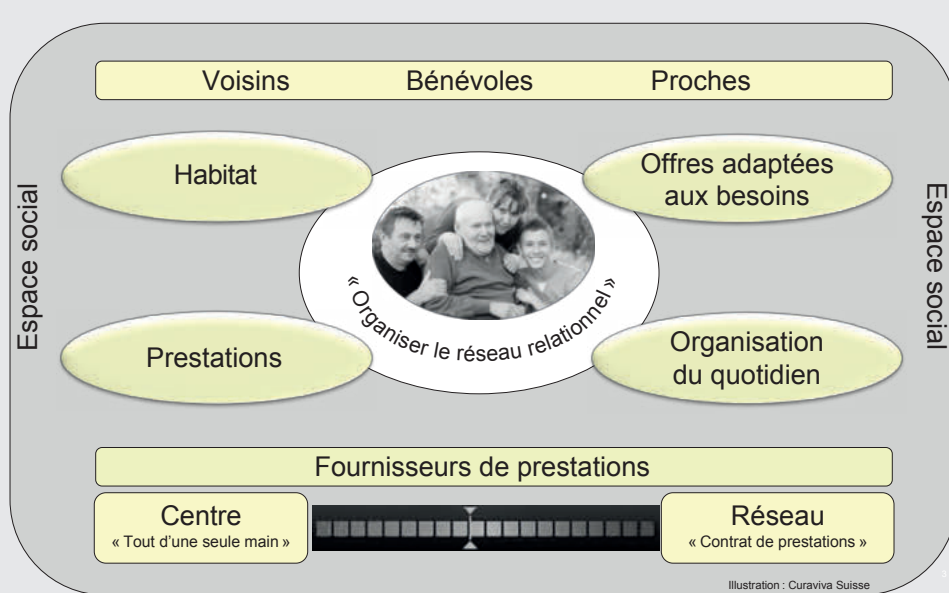 Voisins Bénévoles Proches
Espace social
Habitat
Offres adaptées
aux besoins
Espace social
« Organiser le réseau relationnel »
Prestations
Organisation
du quotidien
Fournisseurs de prestations
Centre
« Tout d'une seule main »
Réseau
« Contrat de prestations »
Illustration : Curaviva Suisse
3